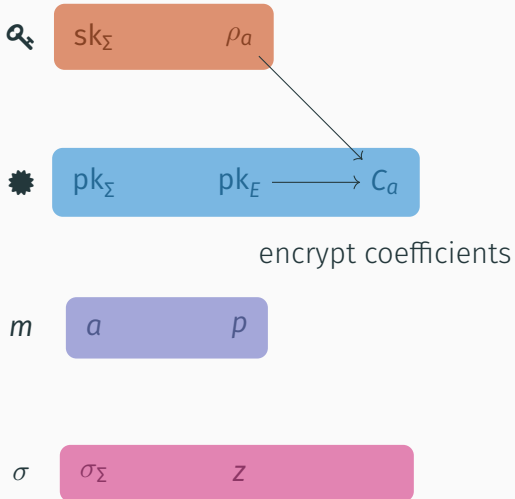 sk_Σ ρ_a
pk_Σ pk_E C_a
encrypt coefficients
m a p
σ σ_Σ z